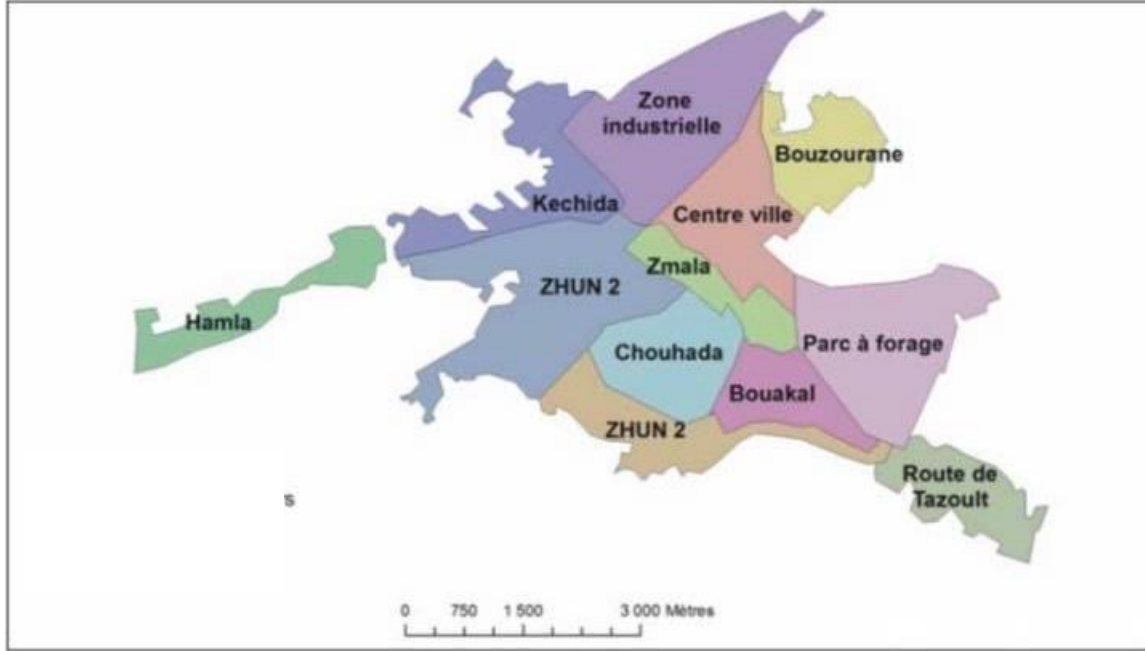 Zone
industrielle
Bouzourane
Kechida
Centre ville
Zmala
ZHUN 2
Hamla
Chouhada
Parc à forage
Bouakal
ZHUN 2
Route de
Tazoult
0 750 1 500 3 000 Mètres